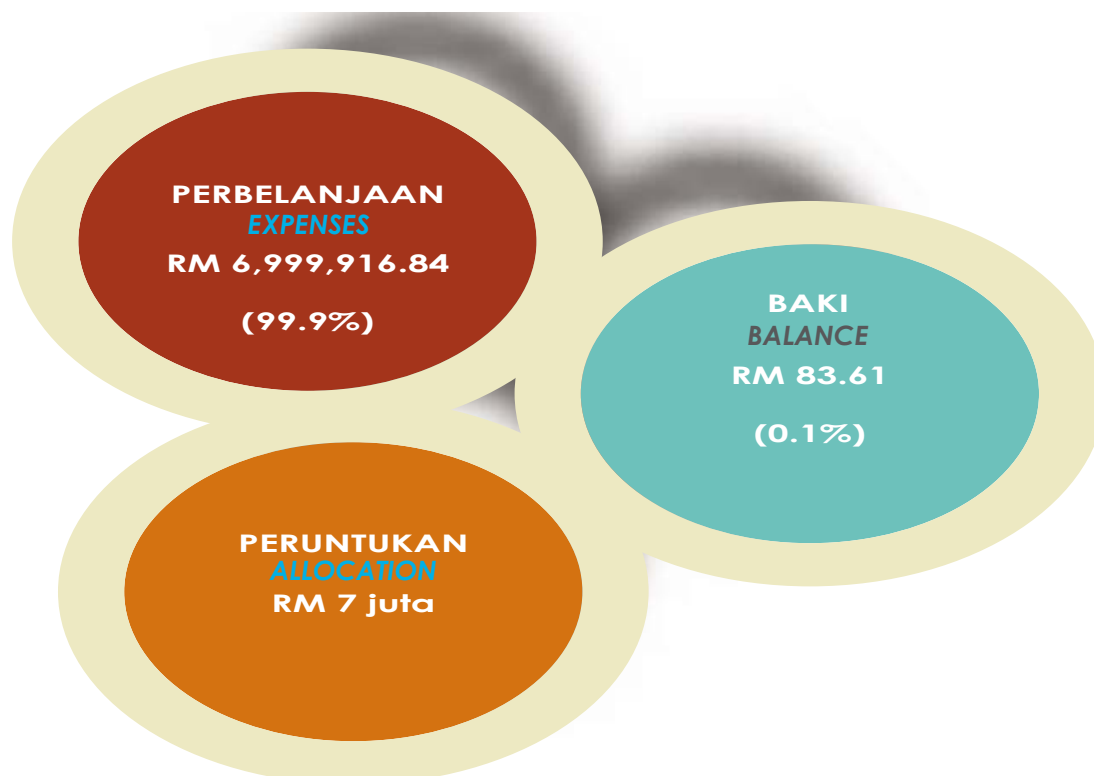 PERBELANJAAN
EXPENSES
RM 6,999,916.84
(99.9%)
BAKI
BALANCE
RM 83.61
(0.1%)
PERUNTUKAN
ALLOCATION
RM 7 juta